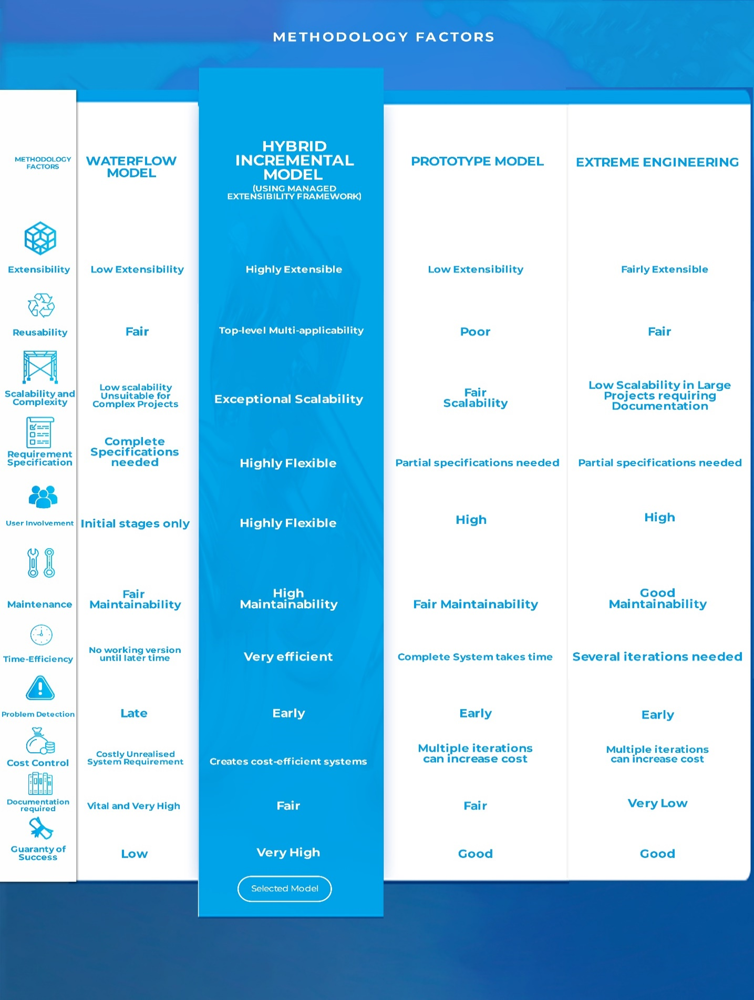 METHODOLOGY FACTORS
METHODOLOGY
FACTORS
WATERFLOW
MODEL
HYBRID
INCREMENTAL
MODEL
(USING MANAGED
EXTENSIBILITY FRAMEWORK)
PROTOTYPE MODEL
EXTREME ENGINEERING
Extensibility
Low Extensibility
Highly Extensible
Low Extensibility
Fairly Extensible
Reusability
Fair
Top-level Multi-applicability
Poor
Fair
Scalability and
Complexity
Low scalability
Unsuitable for
Complex Projects
Exceptional Scalability
Fair
Scalability
Low Scalability in Large
Projects requiring
Documentation
Requirement
Specification
Complete
Specifications
needed
Highly Flexible
Partial specifications needed
Partial specifications needed
User Involvement
Initial stages only
Highly Flexible
High
High
Maintenance
Fair
Maintainability
High
Maintainability
Fair Maintainability
Good
Maintainability
Time-Efficiency
No working version
until later time
Very efficient
Complete System takes time
Several iterations needed
Problem Detection
Late
Early
Early
Early
Cost Control
Costly Unrealised
System Requirement
Creates cost-efficient systems
Multiple iterations
can increase cost
Multiple iterations
can increase cost
Documentation
required
Vital and Very High
Fair
Fair
Very Low
Guaranty of
Success
Low
Very High
Good
Good
Selected Model